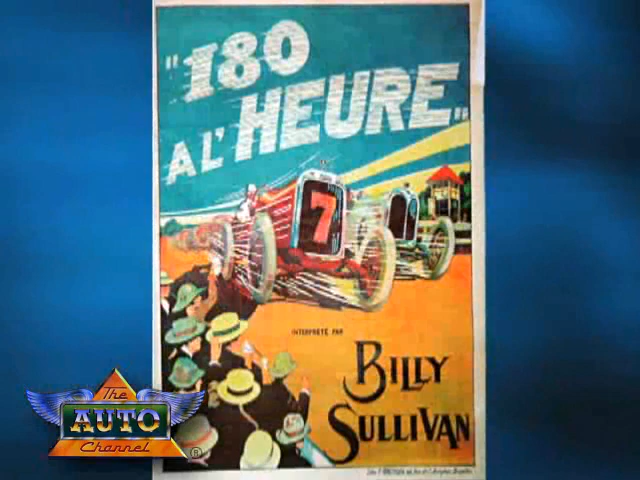 "180
A L'HEURE"
7
INTERPRÉTÉ PAR
BILLY
SULLIVAN
The
AUTO
Channel
®